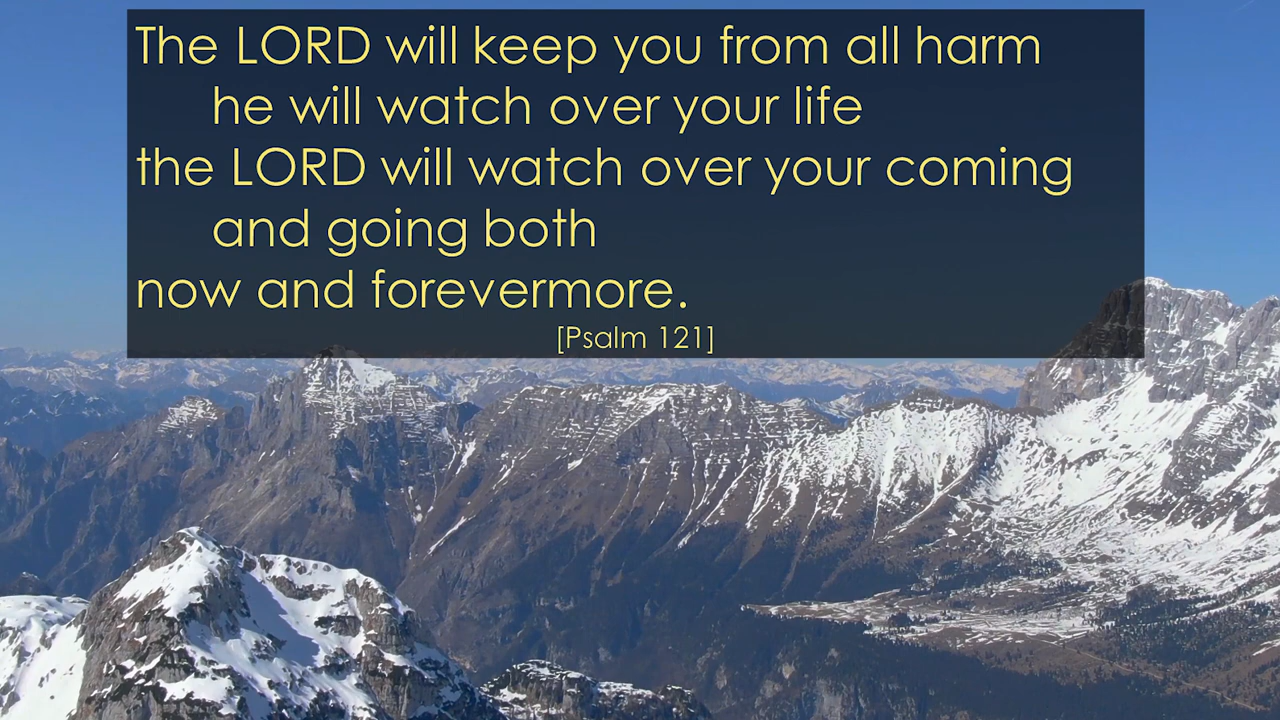 The LORD will keep you from all harm
he will watch over your life
the LORD will watch over your coming
and going both
now and forevermore.
[Psalm 121]